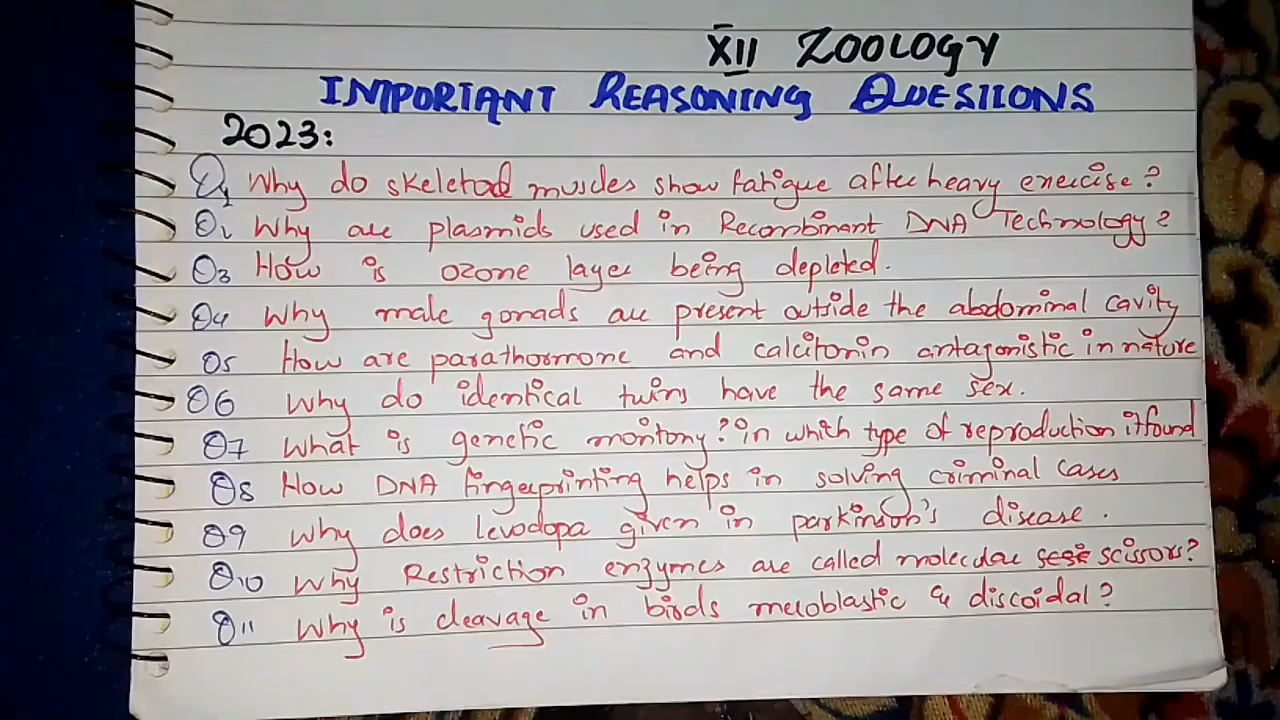 XII ZOOLOGY
IMPORTANT REASONING QUESTIONS
2023:
Q1 Why do skeletal muscles show fatigue after heavy exercise?
Q2 Why are plasmids used in Recombinant DNA Technology?
Q3 How is ozone layer being depleted.
Q4 Why male gonads are present outside the abdominal cavity
Q5 How are parathormone and calcitonin antagonistic in nature
Q6 Why do identical twins have the same sex.
Q7 What is genetic montony? in which type of reproduction it found
Q8 How DNA fingerprinting helps in solving criminal cases
Q9 Why does levodopa given in parkinson's disease.
Q10 Why Restriction enzymes are called molecular scissors?
Q11 Why is cleavage in birds meroblastic & discoidal?